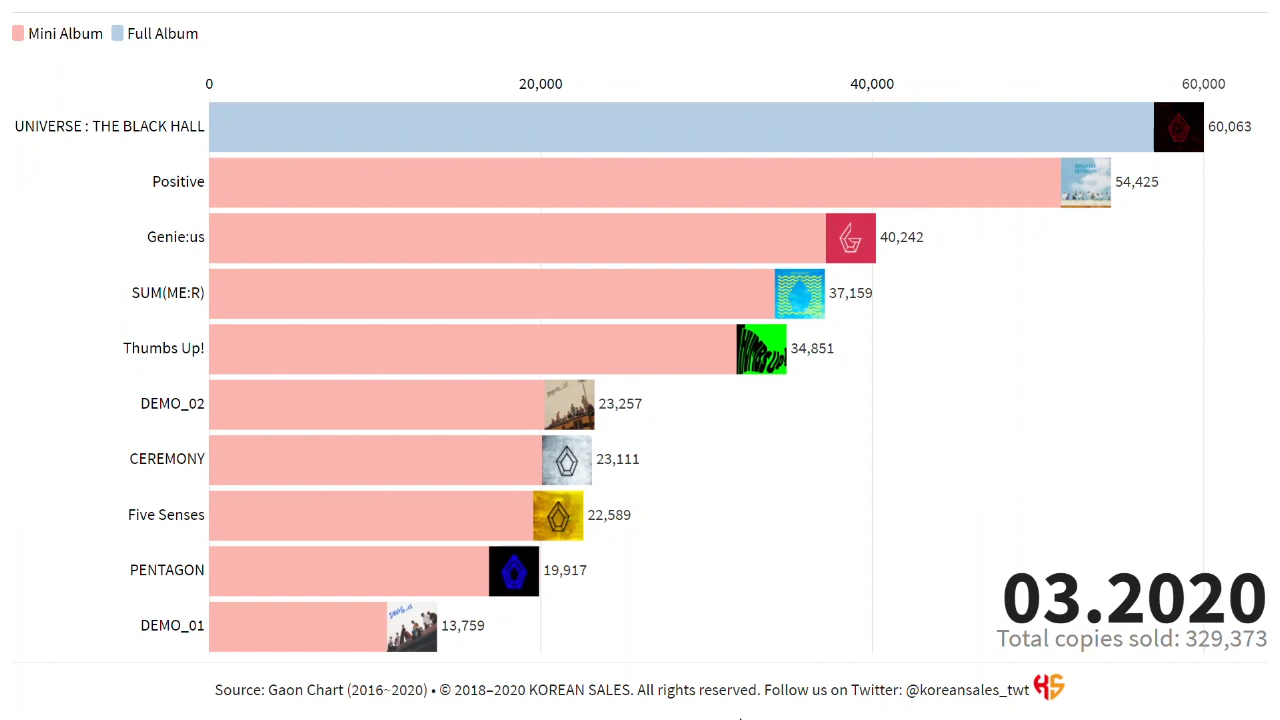 Mini Album Full Album
0 20,000 40,000 60,000
UNIVERSE : THE BLACK HALL 60,063
Positive 54,425
Genie:us 40,242
SUM(ME:R) 37,159
Thumbs Up! THUMBS UP! 34,851
DEMO_02 23,257
CEREMONY 23,111
Five Senses 22,589
PENTAGON 19,917
DEMO_01 13,759
03.2020
Total copies sold: 329,373
Source: Gaon Chart (2016~2020) • © 2018–2020 KOREAN SALES. All rights reserved. Follow us on Twitter: @koreansales_twt KS